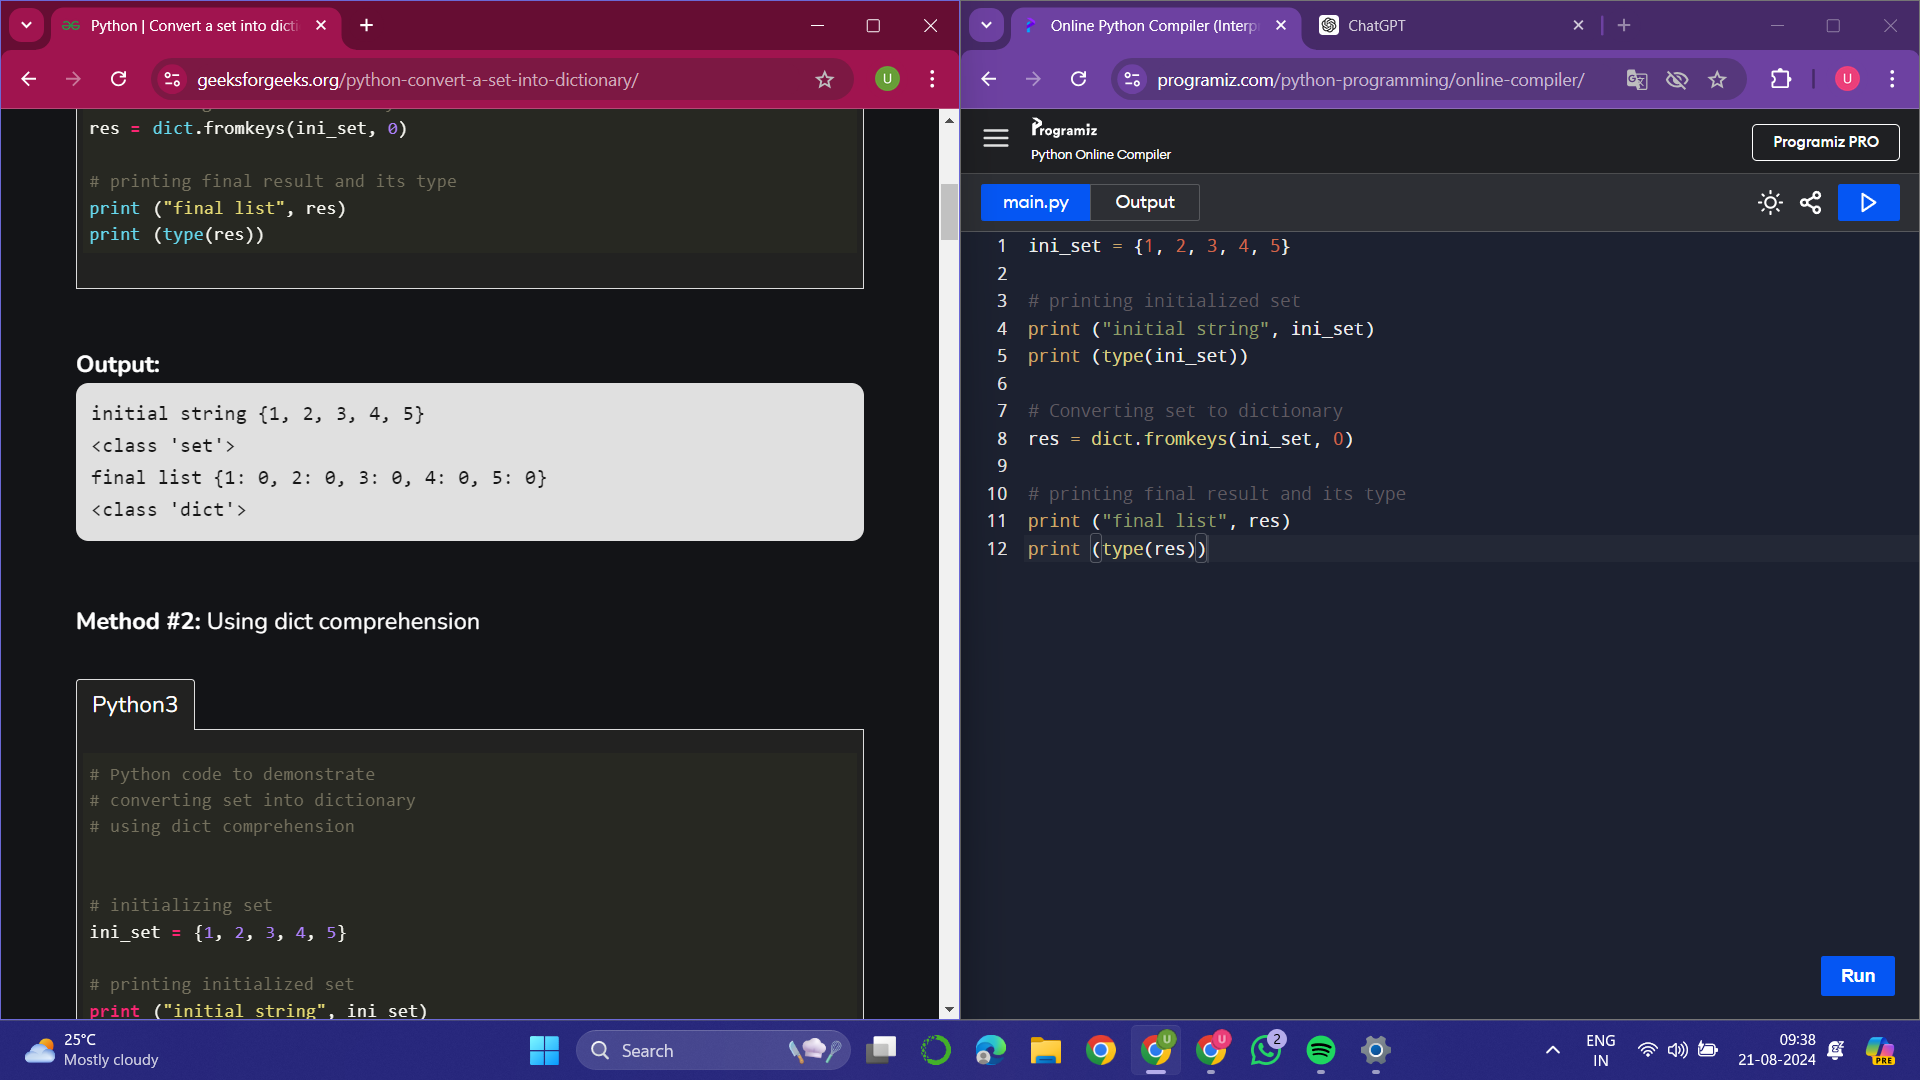 Python | Convert a set into dicti
geeksforgeeks.org/python-convert-a-set-into-dictionary/
U
res = dict.fromkeys(ini_set, 0)
# printing final result and its type
print ("final list", res)
print (type(res))
Output:
initial string {1, 2, 3, 4, 5}
<class 'set'>
final list {1: 0, 2: 0, 3: 0, 4: 0, 5: 0}
<class 'dict'>
Method #2: Using dict comprehension
Python3
# Python code to demonstrate
# converting set into dictionary
# using dict comprehension
# initializing set
ini_set = {1, 2, 3, 4, 5}
# printing initialized set
print ("initial string", ini_set)
Online Python Compiler (Interp
ChatGPT
programiz.com/python-programming/online-compiler/
U
Programiz
Python Online Compiler
Programiz PRO
main.py
Output
1 ini_set = {1, 2, 3, 4, 5}
2
3 # printing initialized set
4 print ("initial string", ini_set)
5 print (type(ini_set))
6
7 # Converting set to dictionary
8 res = dict.fromkeys(ini_set, 0)
9
10 # printing final result and its type
11 print ("final list", res)
12 print (type(res))
Run
25°C
Mostly cloudy
Search
U
U
2
ENG
IN
09:38
21-08-2024
PRE